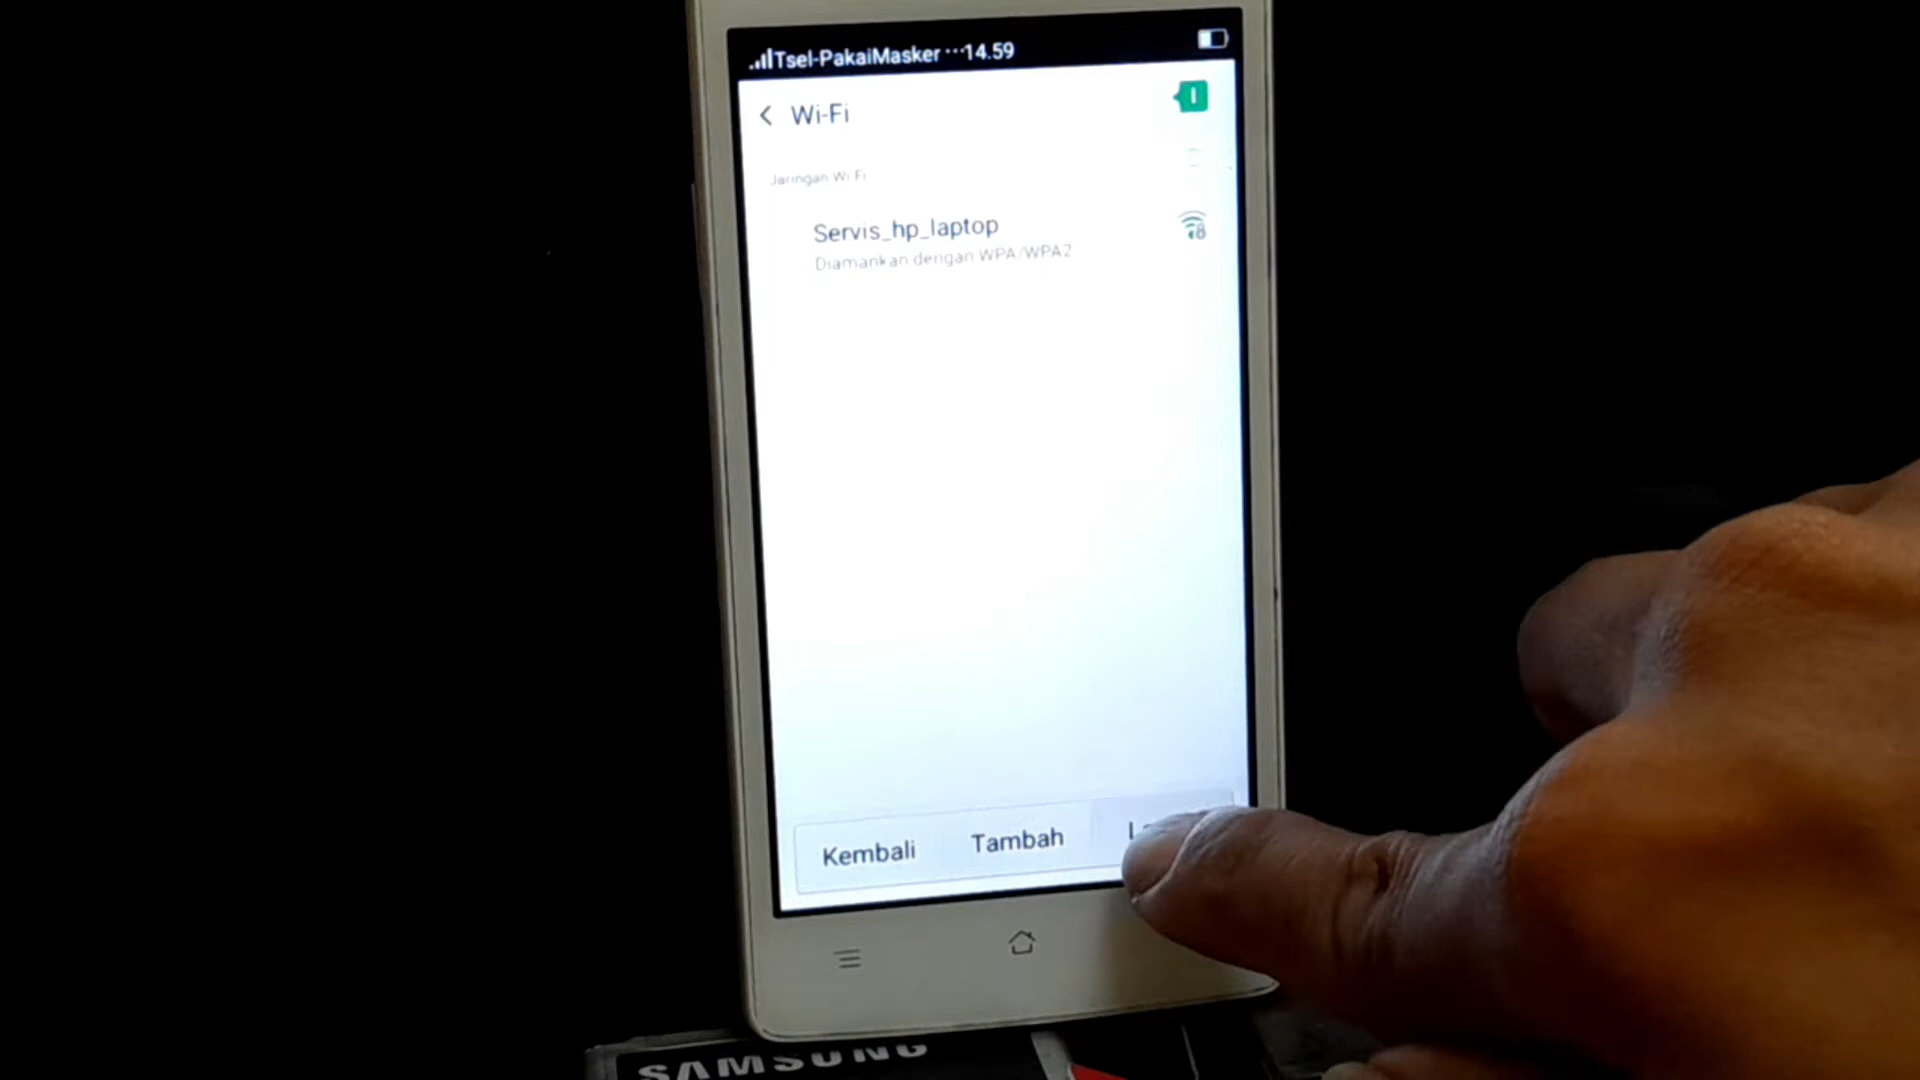 Tsel-PakaiMasker ...14.59
Wi-Fi
Jaringan Wi-Fi
Servis_hp_laptop
Diamankan dengan WPA/WPA2
Kembali
Tambah
SAMSUNG